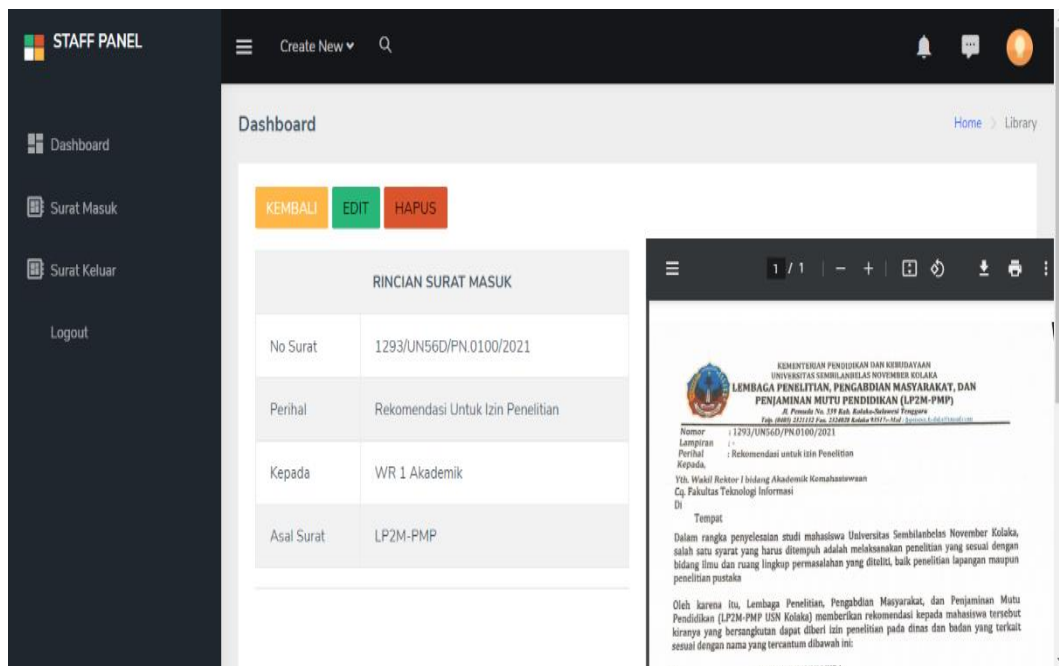 STAFF PANEL
Create New
Dashboard
Surat Masuk
Surat Keluar
Logout
Dashboard
Home > Library
KEMBALI EDIT HAPUS
RINCIAN SURAT MASUK
No Surat 1293/UN56D/PN.0100/2021
Perihal Rekomendasi Untuk Izin Penelitian
Kepada WR 1 Akademik
Asal Surat LP2M-PMP
1 / 1
KEMENTERIAN PENDIDIKAN DAN KEBUDAYAAN
UNIVERSITAS SEMBILANBELAS NOVEMBER KOLAKA
LEMBAGA PENELITIAN, PENGABDIAN MASYARAKAT, DAN
PENJAMINAN MUTU PENDIDIKAN (LP2M-PMP)
Jl. Pemuda No. 339 Kab. Kolaka-Sulawesi Tenggara
Nomor : 1293/UN56D/PN.0100/2021
Lampiran : -
Perihal : Rekomendasi untuk izin Penelitian
Kepada,
Yth. Wakil Rektor I bidang Akademik Kemahasiswaan
Cq. Fakultas Teknologi Informasi
Di
Tempat
Dalam rangka penyelesaian studi mahasiswa Universitas Sembilanbelas November Kolaka,
salah satu syarat yang harus ditempuh adalah melaksanakan penelitian yang sesuai dengan
bidang ilmu dan ruang lingkup permasalahan yang diteliti, baik penelitian lapangan maupun
penelitian pustaka
Oleh karena itu, Lembaga Penelitian, Pengabdian Masyarakat, dan Penjaminan Mutu
Pendidikan (LP2M-PMP USN Kolaka) memberikan rekomendasi kepada mahasiswa tersebut
kiranya yang bersangkutan dapat diberi izin penelitian pada dinas dan badan yang terkait
sesuai dengan nama yang tercantum dibawah ini: